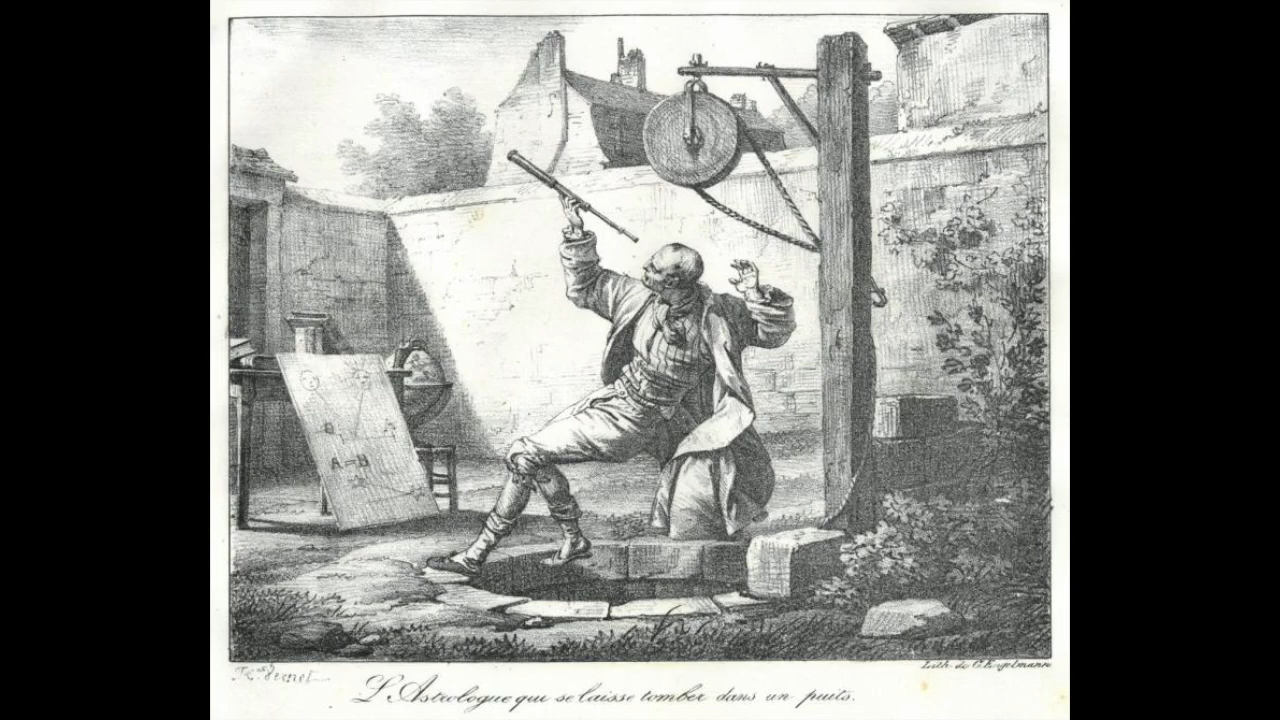 B A
A=B
Lith. de G. Engelmann
L'Astrologue qui se laisse tomber dans un puits.